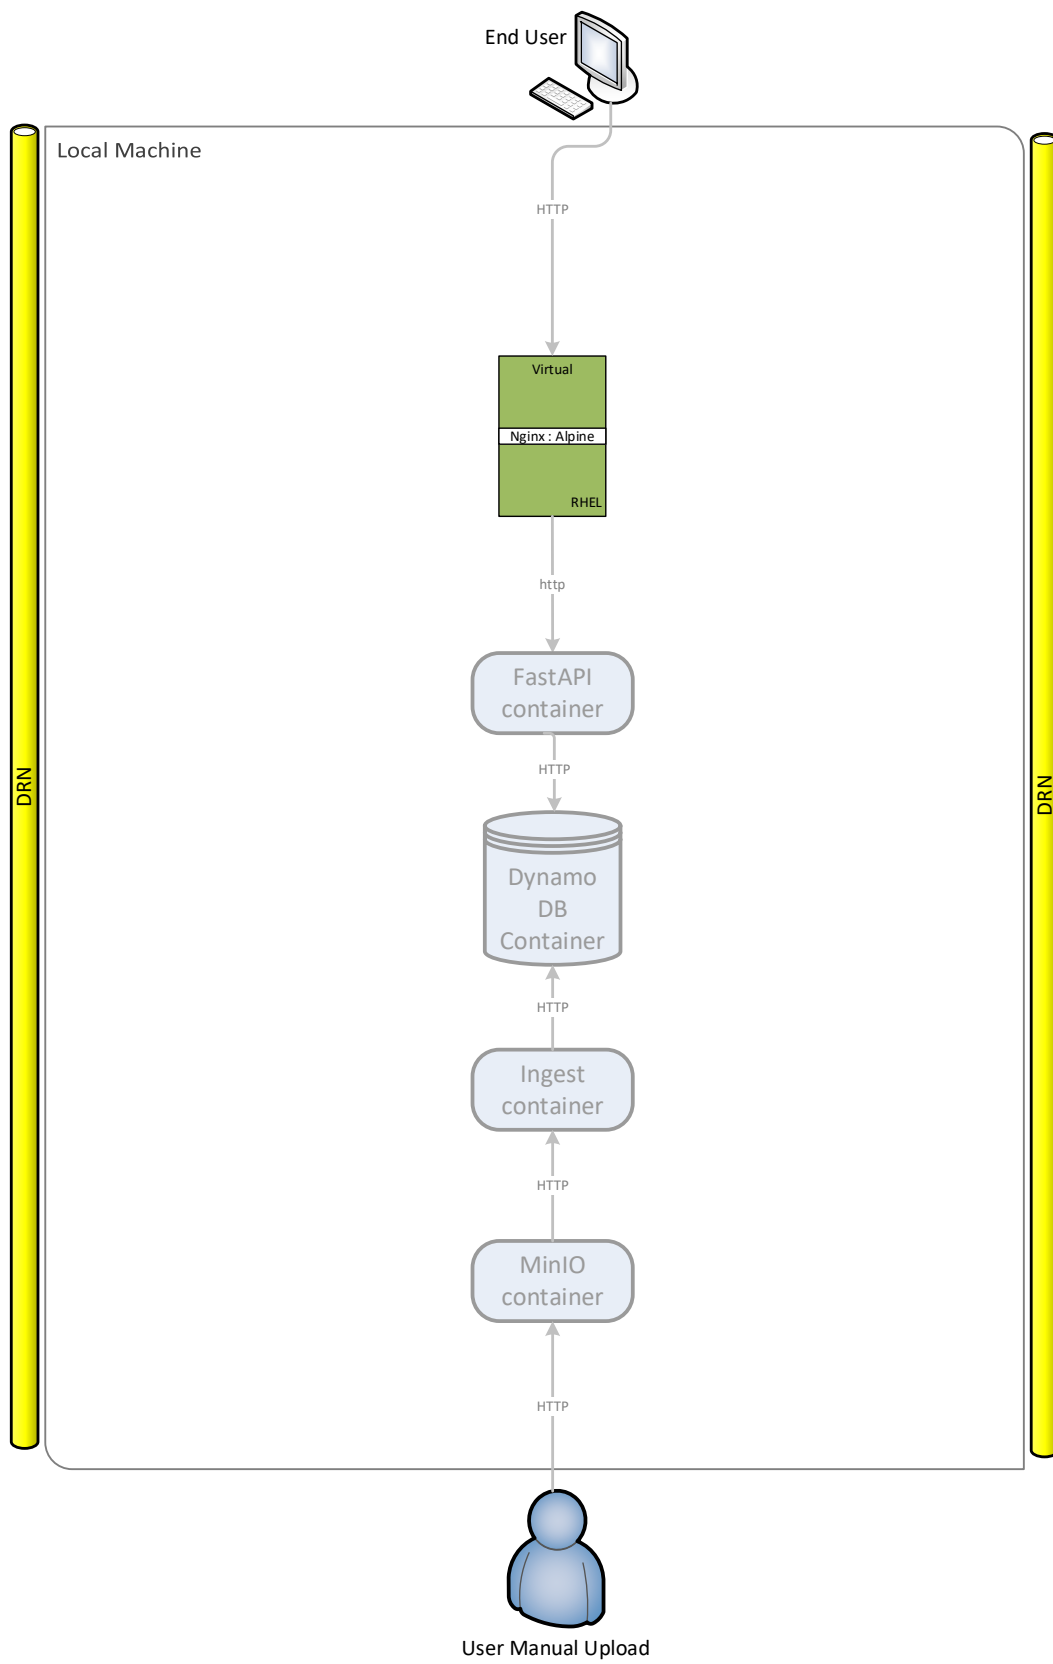 End User
Local Machine
HTTP
Virtual
Nginx : Alpine
RHEL
http
FastAPI
container
HTTP
DRN
DRN
Dynamo
DB
Container
HTTP
Ingest
container
HTTP
MinIO
container
HTTP
User Manual Upload